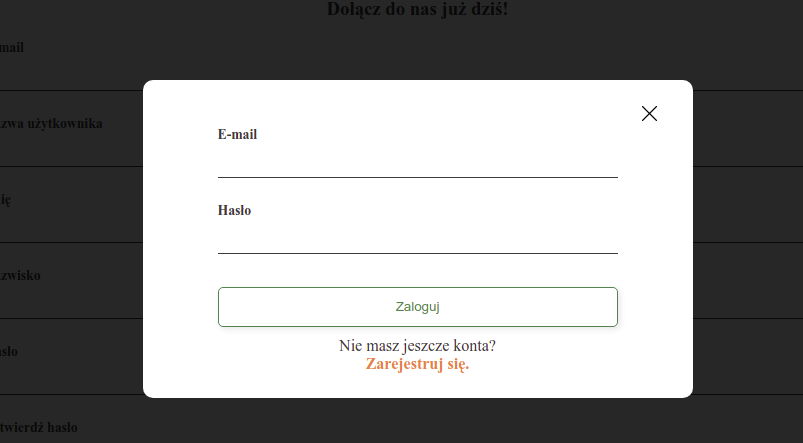 Dołącz do nas już dziś!
mail
zwa użytkownika
ię
zwisko
sło
twierdź hasło
E-mail
Hasło
Zaloguj
Nie masz jeszcze konta?
Zarejestruj się.